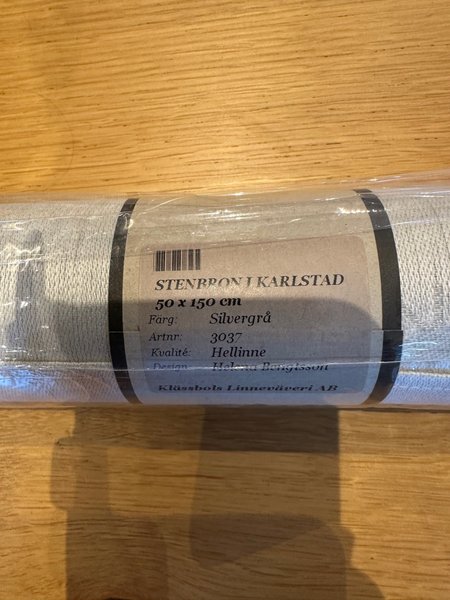 STENBRON I KARLSTAD
50 x 150 cm
Färg: Silvergrå
Artnr: 3037
Kvalité: Hellinne
Design: Helena Bengtsson
Klässbols Linneväveri AB